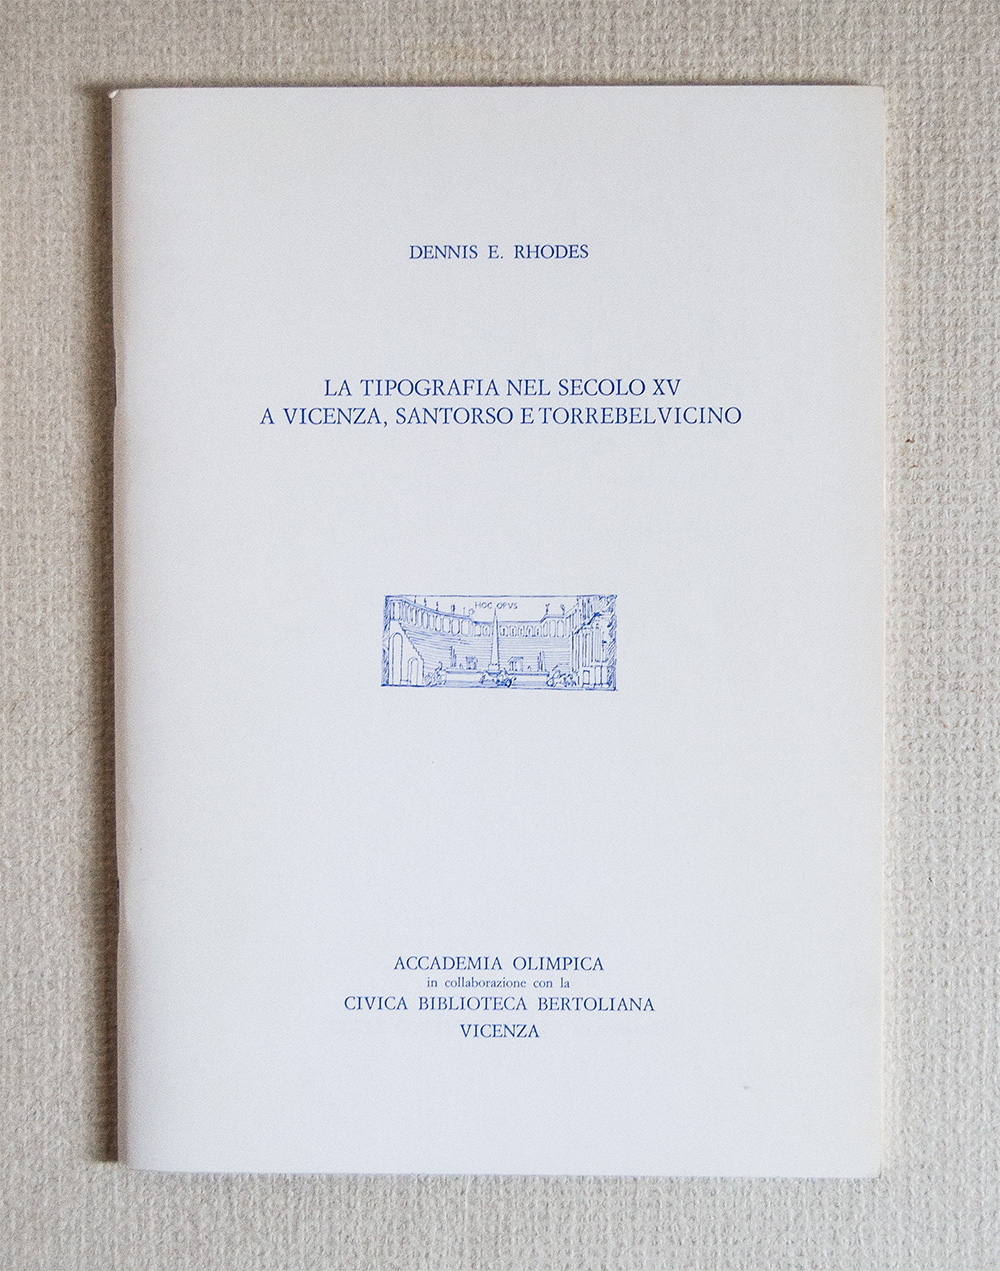 DENNIS E. RHODES
LA TIPOGRAFIA NEL SECOLO XV
A VICENZA, SANTORSO E TORREBELVICINO
HOC OPVS
ACCADEMIA OLIMPICA
in collaborazione con la
CIVICA BIBLIOTECA BERTOLIANA
VICENZA